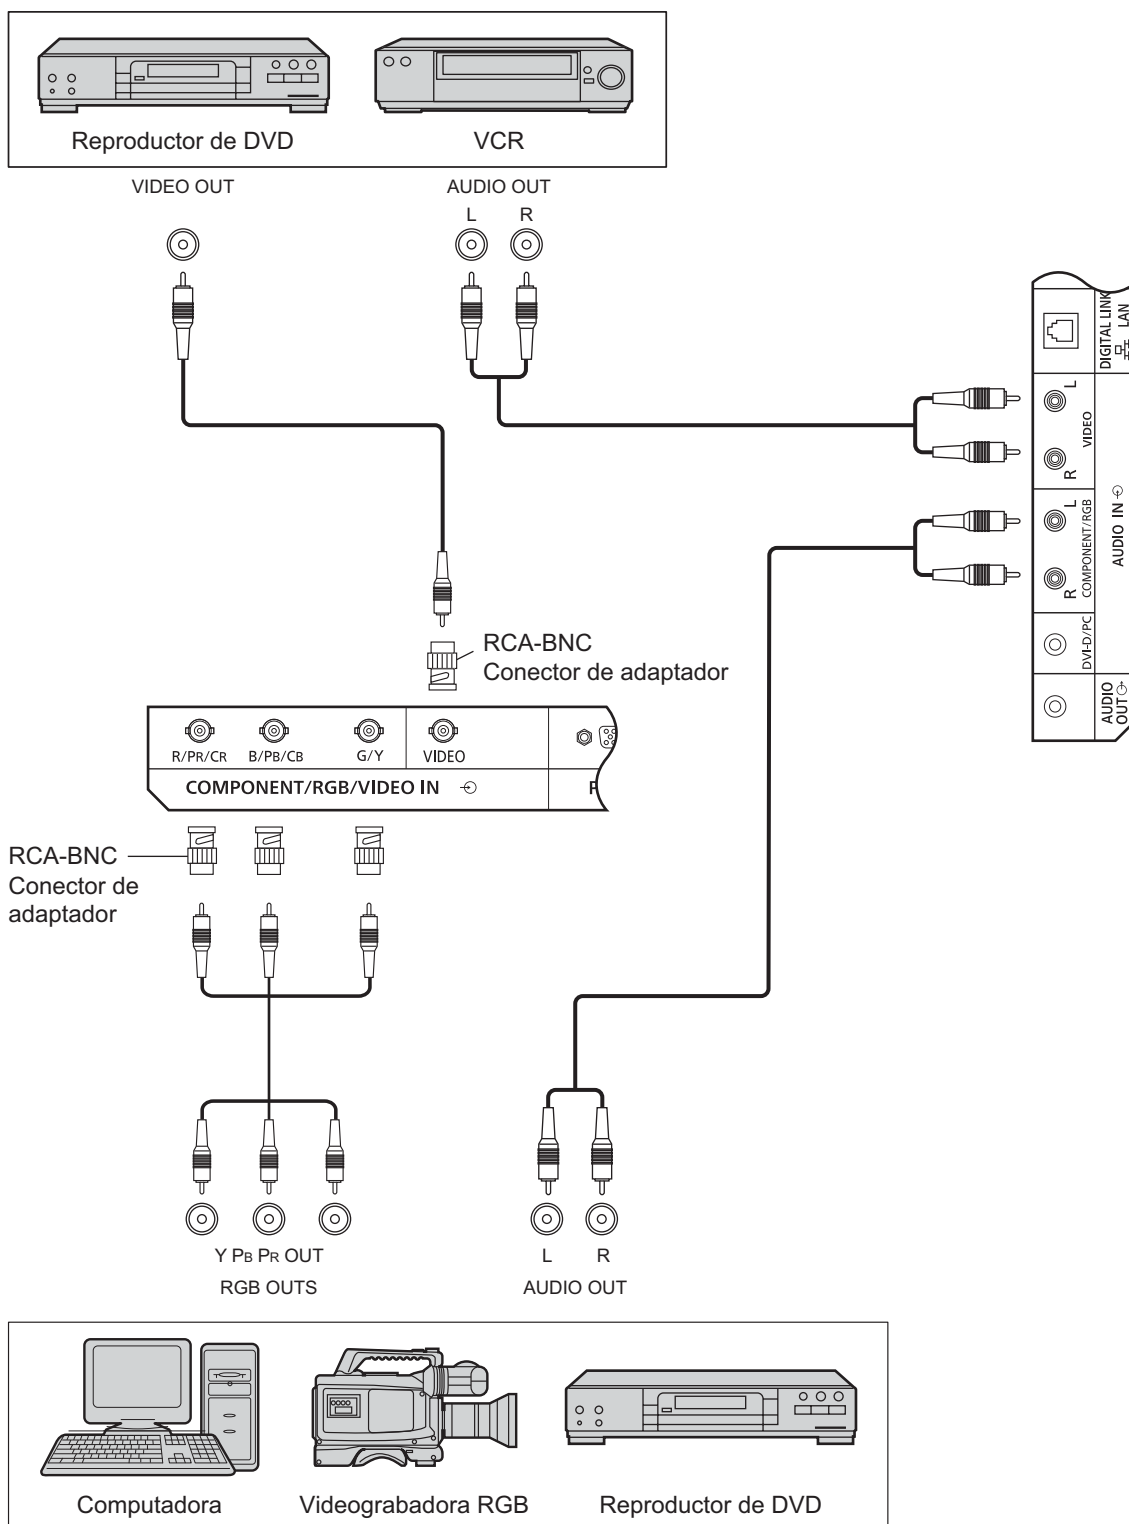 Reproductor de DVD
VCR
VIDEO OUT
AUDIO OUT
L R
DIGITAL LINK
LAN
L
VIDEO
R
L
COMPONENT/RGB
R
AUDIO IN
DVI-D/PC
AUDIO
OUT
RCA-BNC
Conector de adaptador
R/PR/CR B/PB/CB G/Y VIDEO
COMPONENT/RGB/VIDEO IN
RCA-BNC
Conector de
adaptador
Y PB PR OUT
RGB OUTS
L R
AUDIO OUT
Computadora
Videograbadora RGB
Reproductor de DVD